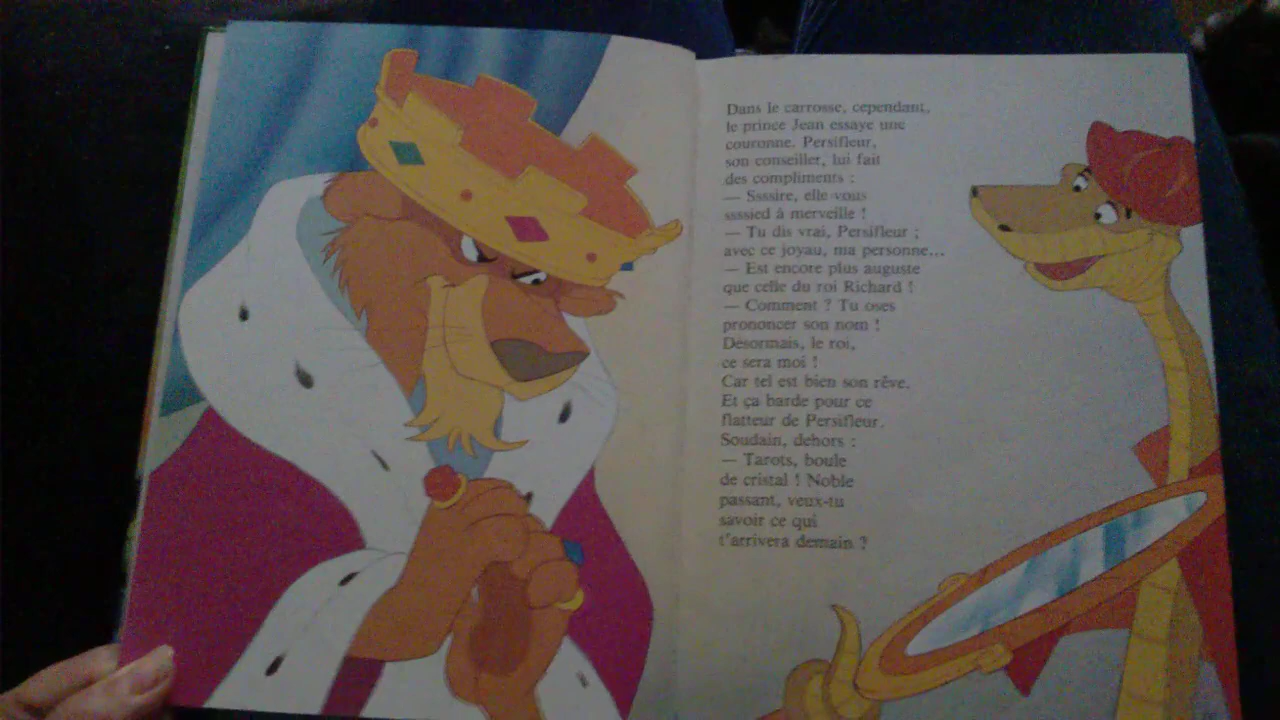 Dans le carrosse, cependant,
le prince Jean essaye une
couronne. Persifleur,
son conseiller, lui fait
des compliments :
— Ssssire, elle vous
ssssied à merveille !
— Tu dis vrai, Persifleur ;
avec ce joyau, ma personne...
— Est encore plus auguste
que celle du roi Richard !
— Comment ? Tu oses
prononcer son nom !
Désormais, le roi,
ce sera moi !
Car tel est bien son rêve.
Et ça barde pour ce
flatteur de Persifleur.
Soudain, dehors :
— Tarots, boule
de cristal ! Noble
passant, veux-tu
savoir ce qui
t'arrivera demain ?